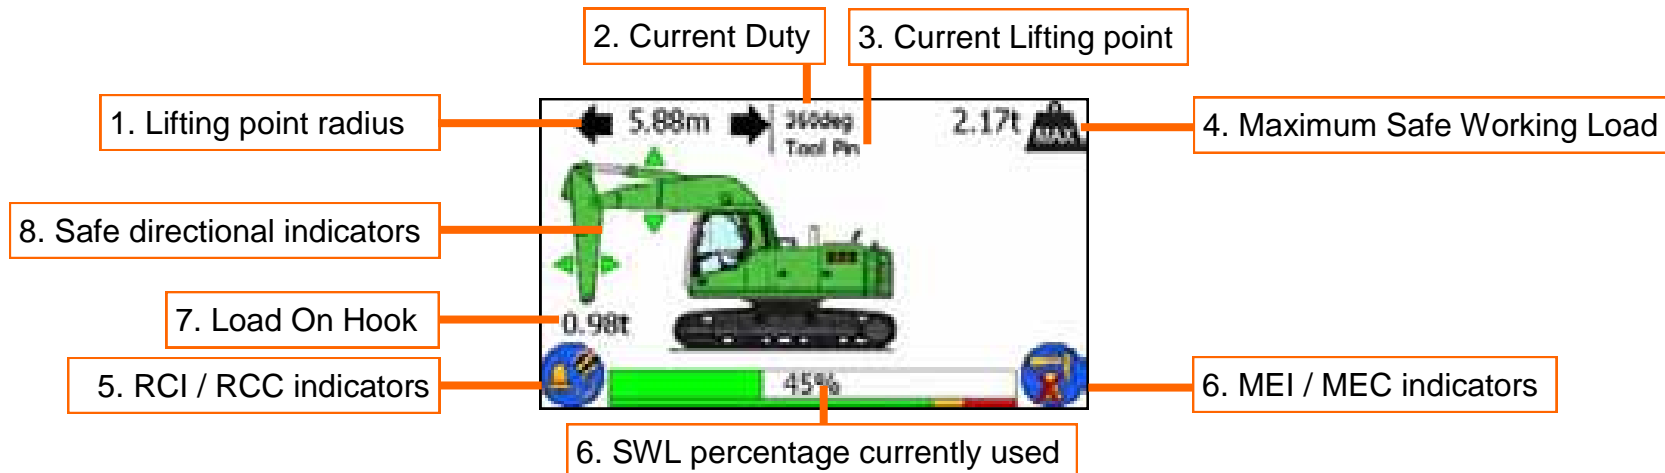 2. Current Duty
3. Current Lifting point
1. Lifting point radius
5.88m
360deg
Tool Pin
2.17t
MAX
4. Maximum Safe Working Load
8. Safe directional indicators
7. Load On Hook
0.98t
5. RCI / RCC indicators
45%
6. MEI / MEC indicators
6. SWL percentage currently used